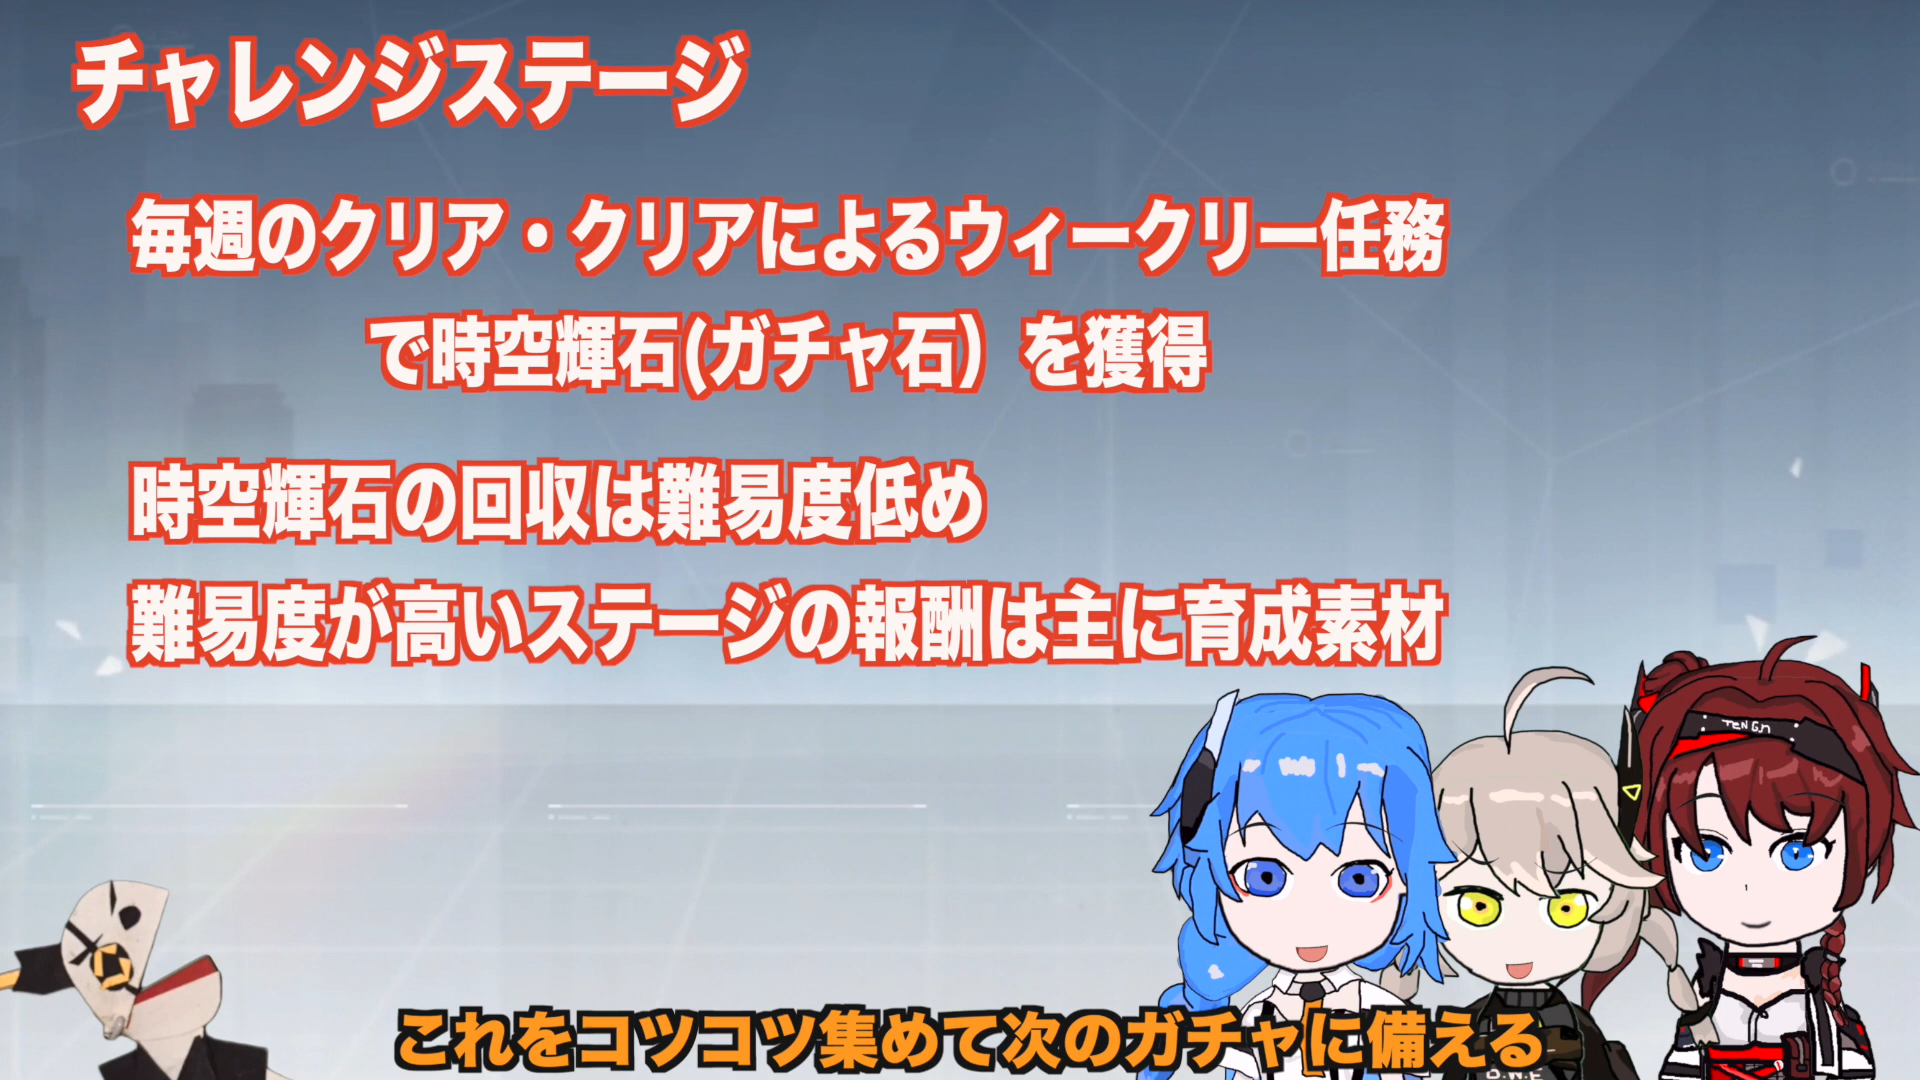 チャレンジステージ
毎週のクリア・クリアによるウィークリー任務
で時空輝石(ガチャ石）を獲得
時空輝石の回収は難易度低め
難易度が高いステージの報酬は主に育成素材
TENGU
これをコツコツ集めて次のガチャに備える
D.W.E